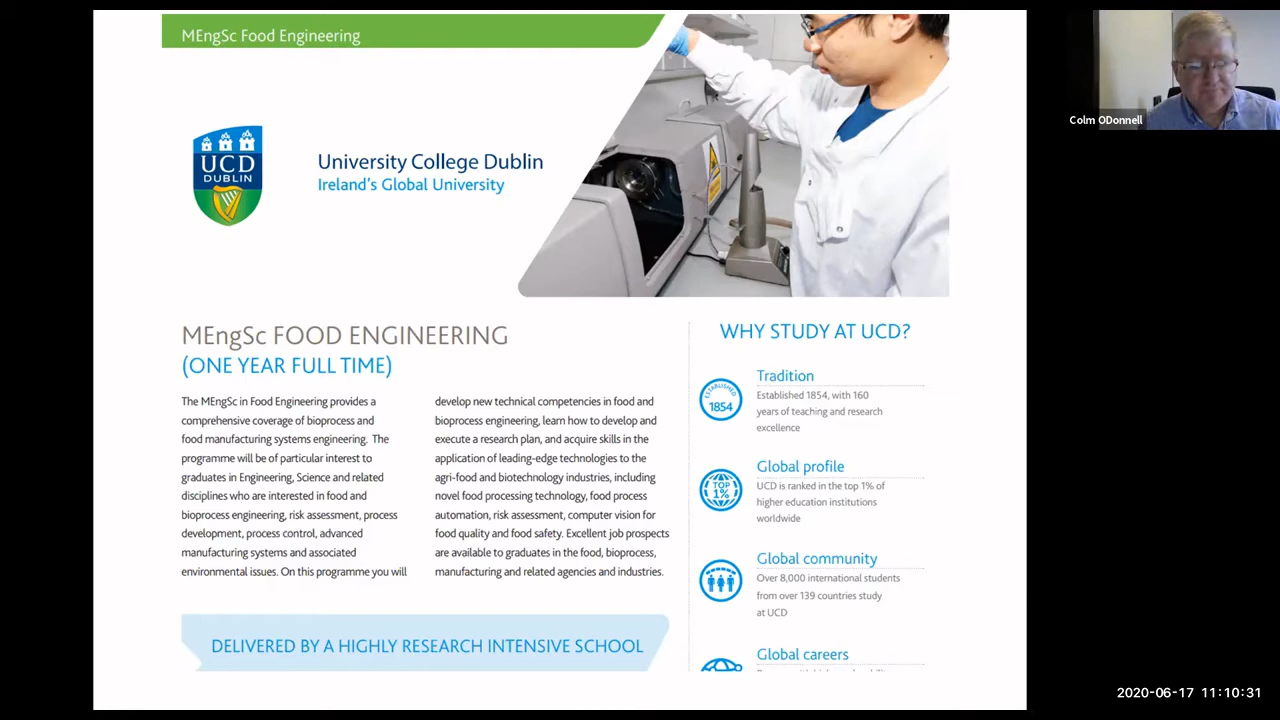 MEngSc Food Engineering
UCD
DUBLIN
University College Dublin
Ireland's Global University
Colm ODonnell
MEngSc FOOD ENGINEERING
(ONE YEAR FULL TIME)
The MEngSc in Food Engineering provides a
comprehensive coverage of bioprocess and
food manufacturing systems engineering. The
programme will be of particular interest to
graduates in Engineering, Science and related
disciplines who are interested in food and
bioprocess engineering, risk assessment, process
development, process control, advanced
manufacturing systems and associated
environmental issues. On this programme you will
develop new technical competencies in food and
bioprocess engineering, learn how to develop and
execute a research plan, and acquire skills in the
application of leading-edge technologies to the
agri-food and biotechnology industries, including
novel food processing technology, food process
automation, risk assessment, computer vision for
food quality and food safety. Excellent job prospects
are available to graduates in the food, bioprocess,
manufacturing and related agencies and industries.
DELIVERED BY A HIGHLY RESEARCH INTENSIVE SCHOOL
WHY STUDY AT UCD?
ESTABLISHED
1854
Tradition
Established 1854, with 160
years of teaching and research
excellence
TOP
1%
Global profile
UCD is ranked in the top 1% of
higher education institutions
worldwide
Global community
Over 8,000 international students
from over 139 countries study
at UCD
Global careers
2020-06-17 11:10:31